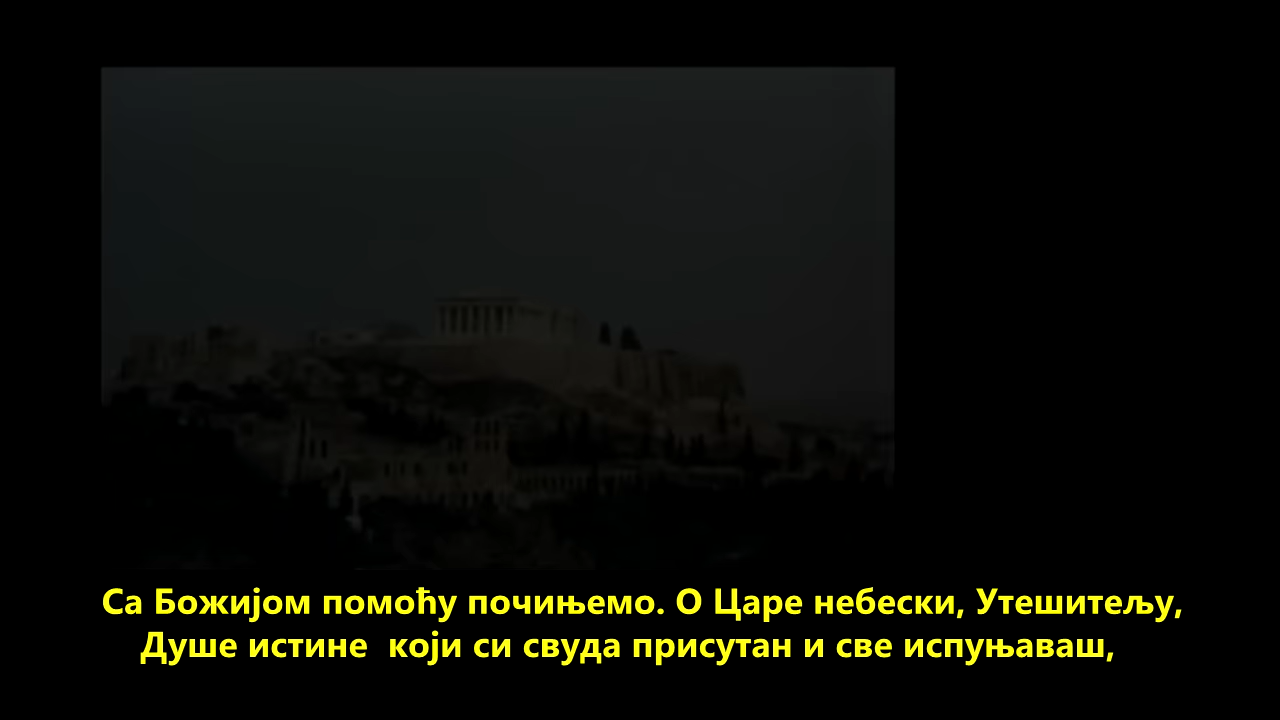 Са Божијом помоћу почињемо. О Царе небески, Утешитељу,
Душе истине  који си свуда присутан и све испуњаваш,